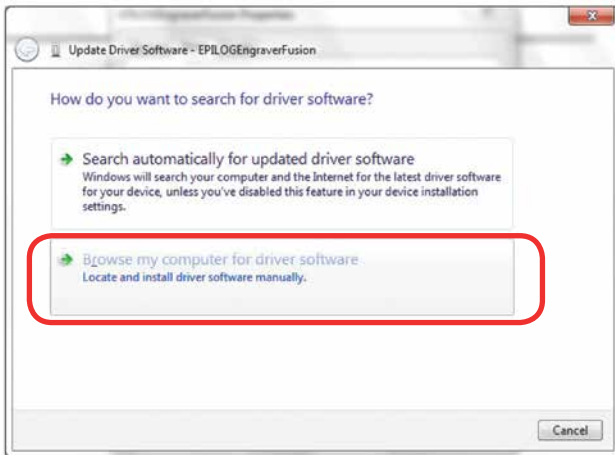 Update Driver Software - EPILOGEngraverFusion
How do you want to search for driver software?
Search automatically for updated driver software
Windows will search your computer and the Internet for the latest driver software
for your device, unless you've disabled this feature in your device installation
settings.
Browse my computer for driver software
Locate and install driver software manually.
Cancel